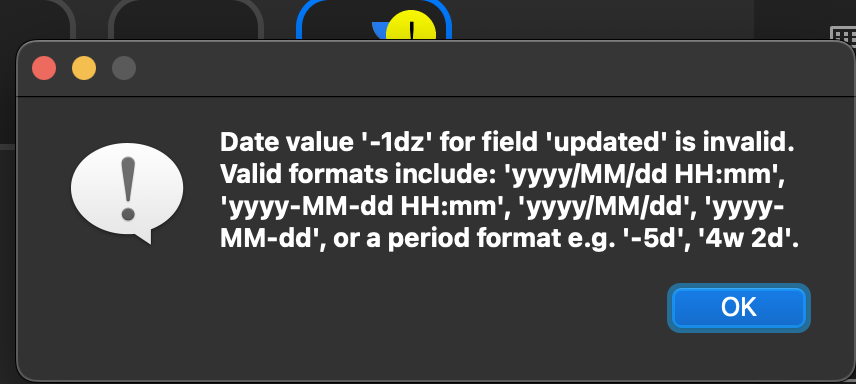 Date value '-1dz' for field 'updated' is invalid.
Valid formats include: 'yyyy/MM/dd HH:mm',
'yyyy-MM-dd HH:mm', 'yyyy/MM/dd', 'yyyy-
MM-dd', or a period format e.g. '-5d', '4w 2d'.
OK